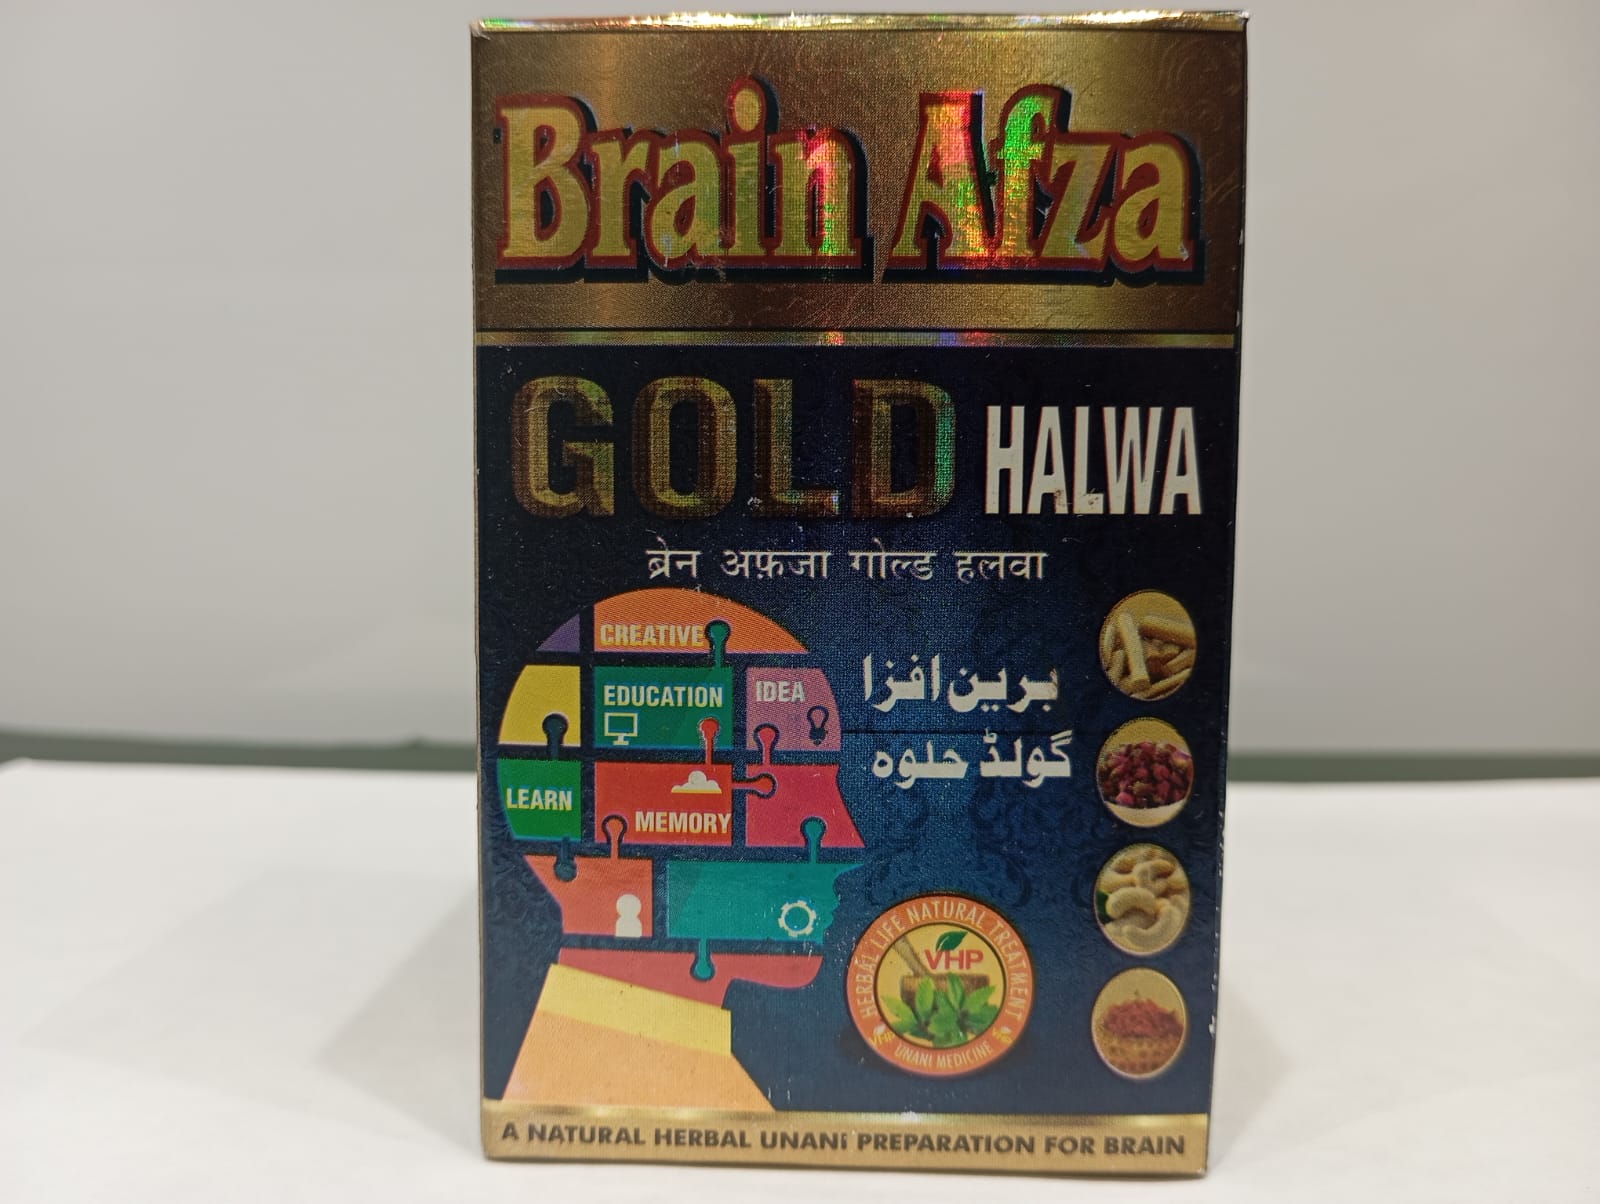 Brain Afza
GOLD HALWA
ब्रेन अफ़जा गोल्ड हलवा
CREATIVE
EDUCATION
IDEA
برین افزا
گولڈ حلوہ
LEARN
MEMORY
HERBAL LIFE NATURAL TREATMENT
VHP
UNANI MEDICINE
A NATURAL HERBAL UNANI PREPARATION FOR BRAIN